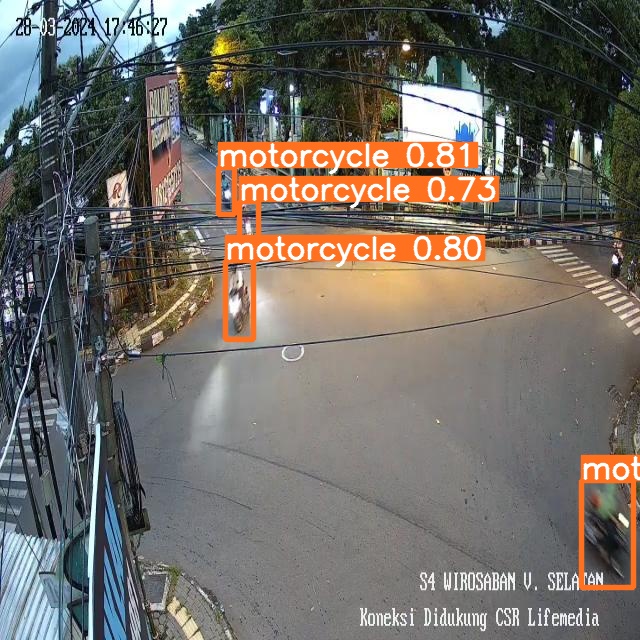 28-03-2024 17:46:27
motorcycle 0.81
motorcycle 0.73
motorcycle 0.80
mot
S4 WIROSABAN V. SELATAN
Koneksi Didukung CSR Lifemedia